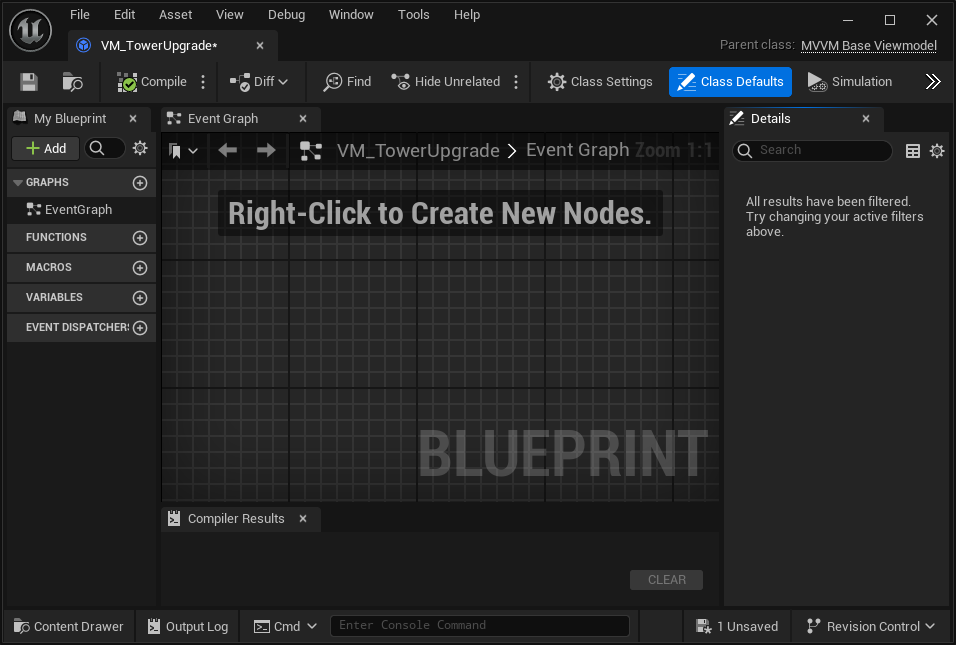 File Edit Asset View Debug Window Tools Help
VM_TowerUpgrade*
Parent class: MVVM Base Viewmodel
Compile Diff Find Hide Unrelated Class Settings Class Defaults Simulation
My Blueprint
Event Graph
Details
Add
VM_TowerUpgrade Event Graph Zoom 1:1
Search
GRAPHS
EventGraph
FUNCTIONS
MACROS
VARIABLES
EVENT DISPATCHERS
Right-Click to Create New Nodes.
BLUEPRINT
All results have been filtered.
Try changing your active filters
above.
Compiler Results
CLEAR
Content Drawer Output Log Cmd Enter Console Command 1 Unsaved Revision Control